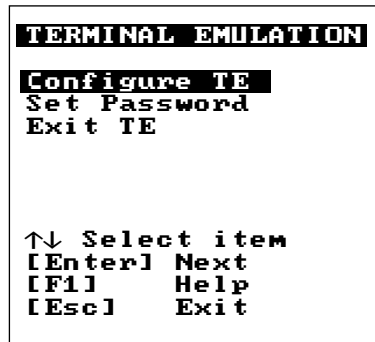 TERMINAL EMULATION
Configure TE
Set Password
Exit TE
↑↓ Select item
[Enter] Next
[F1] Help
[Esc] Exit